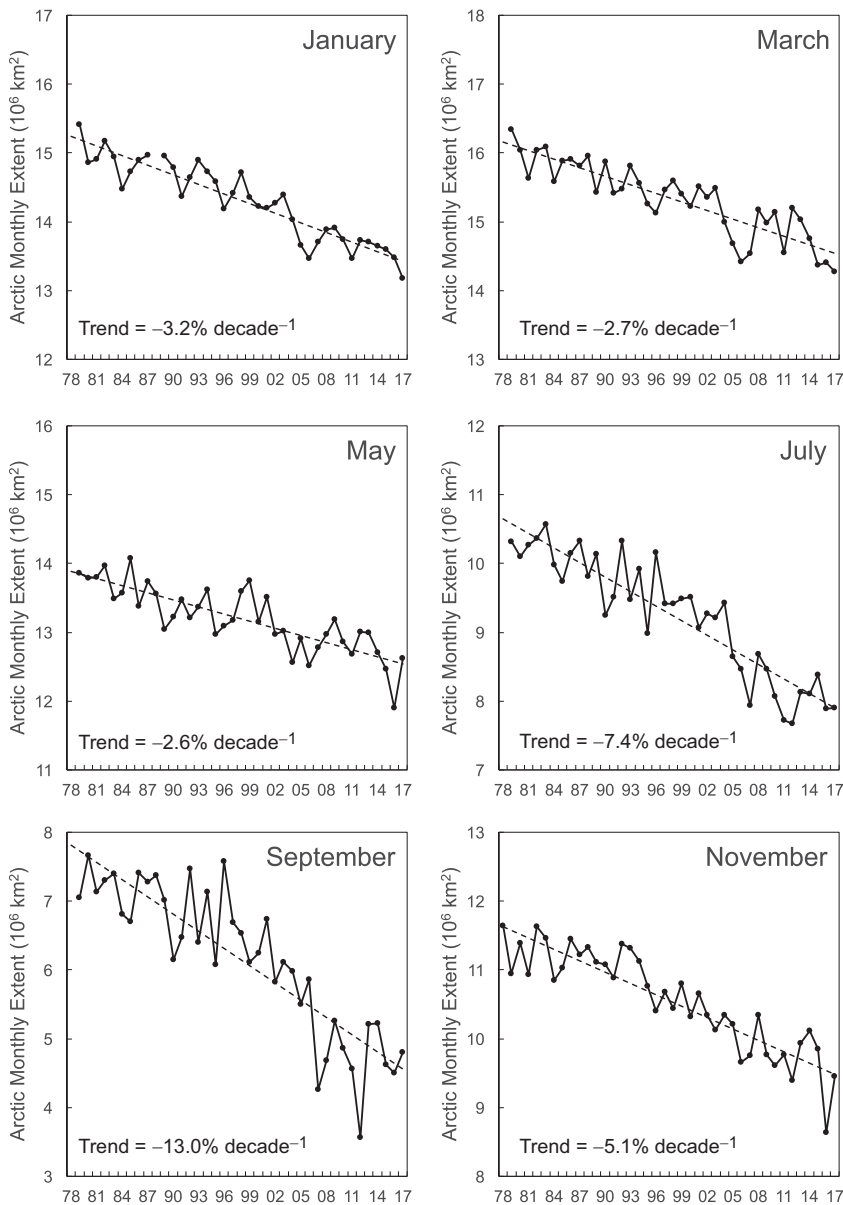 January
Arctic Monthly Extent (10⁶ km²)
17
16
15
14
13
12
Trend = −3.2% decade⁻¹
78 81 84 87 90 93 96 99 02 05 08 11 14 17
March
Arctic Monthly Extent (10⁶ km²)
18
17
16
15
14
13
Trend = −2.7% decade⁻¹
78 81 84 87 90 93 96 99 02 05 08 11 14 17
May
Arctic Monthly Extent (10⁶ km²)
16
15
14
13
12
11
Trend = −2.6% decade⁻¹
78 81 84 87 90 93 96 99 02 05 08 11 14 17
July
Arctic Monthly Extent (10⁶ km²)
12
11
10
9
8
7
Trend = −7.4% decade⁻¹
78 81 84 87 90 93 96 99 02 05 08 11 14 17
September
Arctic Monthly Extent (10⁶ km²)
8
7
6
5
4
3
Trend = −13.0% decade⁻¹
78 81 84 87 90 93 96 99 02 05 08 11 14 17
November
Arctic Monthly Extent (10⁶ km²)
13
12
11
10
9
8
Trend = −5.1% decade⁻¹
78 81 84 87 90 93 96 99 02 05 08 11 14 17